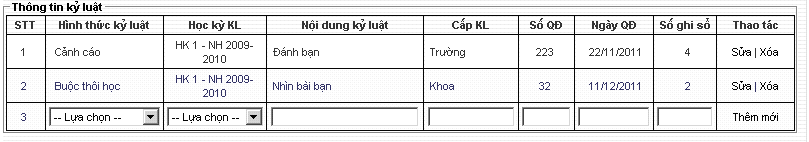 Thông tin kỷ luật
STT Hình thức kỷ luật Học kỳ KL Nội dung kỷ luật Cấp KL Số QĐ Ngày QĐ Số ghi sổ Thao tác
1 Cảnh cáo HK 1 - NH 2009-2010 Đánh bạn Trường 223 22/11/2011 4 Sửa | Xóa
2 Buộc thôi học HK 1 - NH 2009-2010 Nhìn bài bạn Khoa 32 11/12/2011 2 Sửa | Xóa
3 -- Lựa chọn -- -- Lựa chọn -- Thêm mới